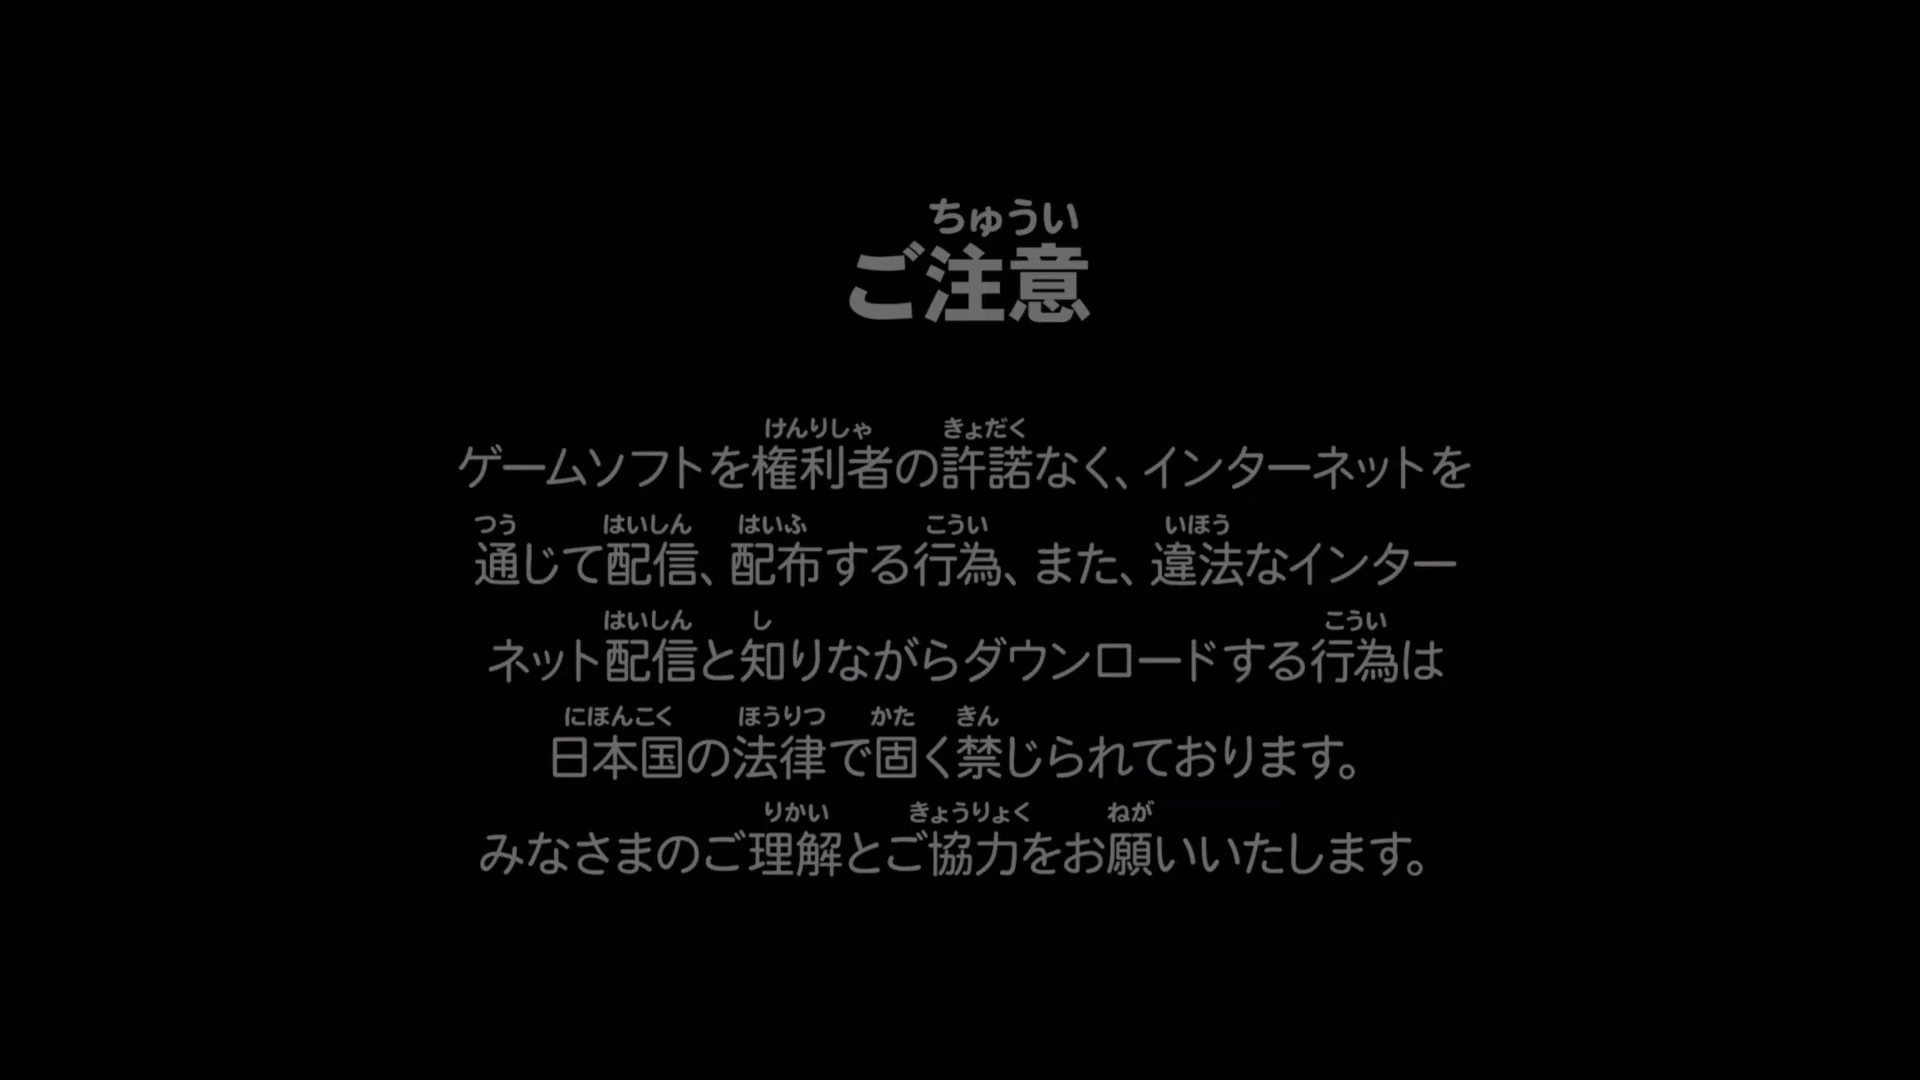 ちゅうい
ご注意
けんりしゃ きょだく
ゲームソフトを権利者の許諾なく、インターネットを
つう はいしん はいふ こうい いほう
通じて配信、配布する行為、また、違法なインター
はいしん し こうい
ネット配信と知りながらダウンロードする行為は
にほんこく ほうりつ かた きん
日本国の法律で固く禁じられております。
りかい きょうりょく ねが
みなさまのご理解とご協力をお願いいたします。